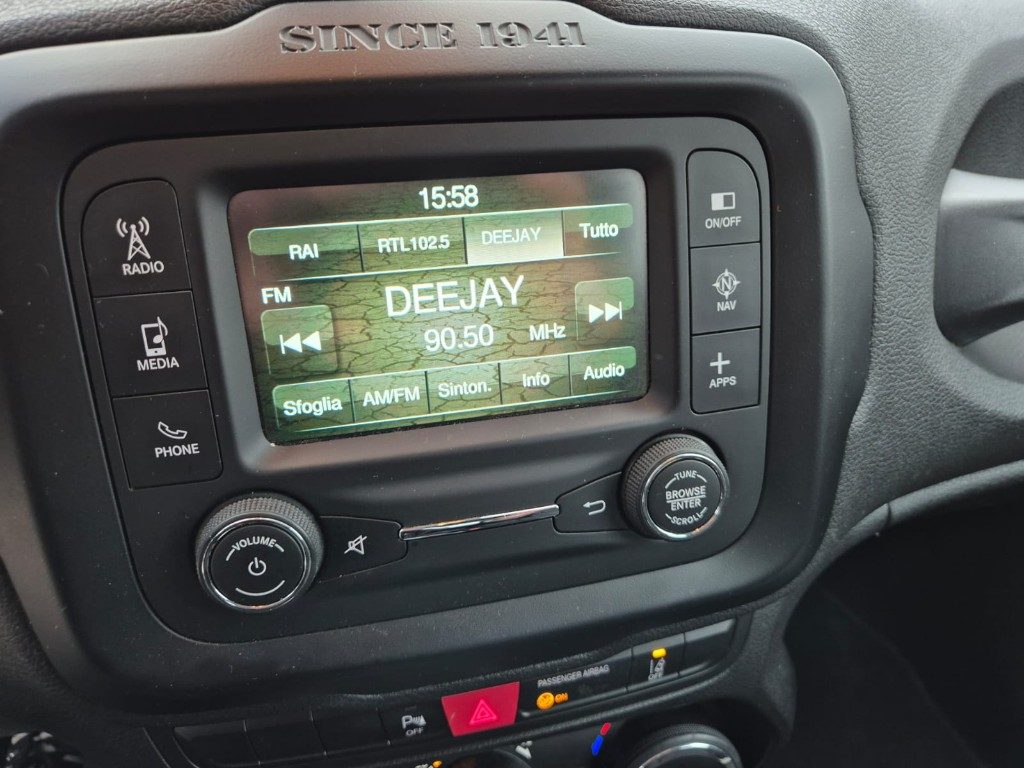 SINCE 1941
15:58
RAI RTL102.5 DEEJAY Tutto
FM
DEEJAY
90.50 MHz
Sfoglia AM/FM Sinton. Info Audio
RADIO
MEDIA
PHONE
ON/OFF
N
NAV
APPS
VOLUME
TUNE
BROWSE
ENTER
SCROLL
PASSENGER AIRBAG
ON
P
OFF